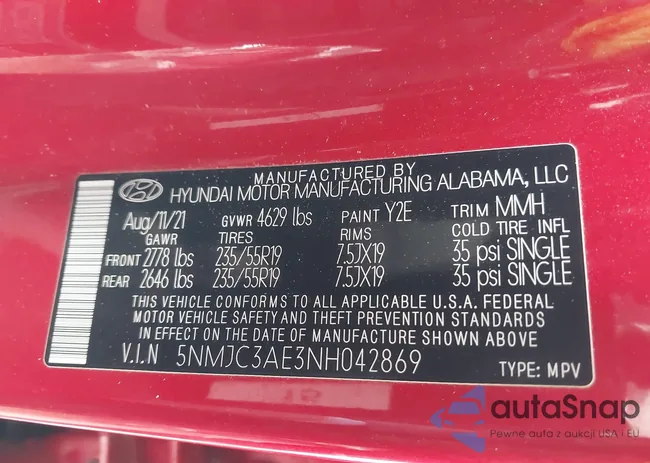 MANUFACTURED BY
HYUNDAI MOTOR MANUFACTURING ALABAMA, LLC
Aug/11/21 GVWR 4629 lbs PAINT Y2E TRIM MMH
GAWR TIRES RIMS COLD TIRE INFL
FRONT 2778 lbs 235/55R19 7.5JX19 35 psi SINGLE
REAR 2646 lbs 235/55R19 7.5JX19 35 psi SINGLE
THIS VEHICLE CONFORMS TO ALL APPLICABLE U.S.A. FEDERAL
MOTOR VEHICLE SAFETY AND THEFT PREVENTION STANDARDS
IN EFFECT ON THE DATE OF MANUFACTURE SHOWN ABOVE
V.I.N 5NMJC3AE3NH042869 TYPE: MPV
autaSnap
Pewne auta z aukcji USA i EU